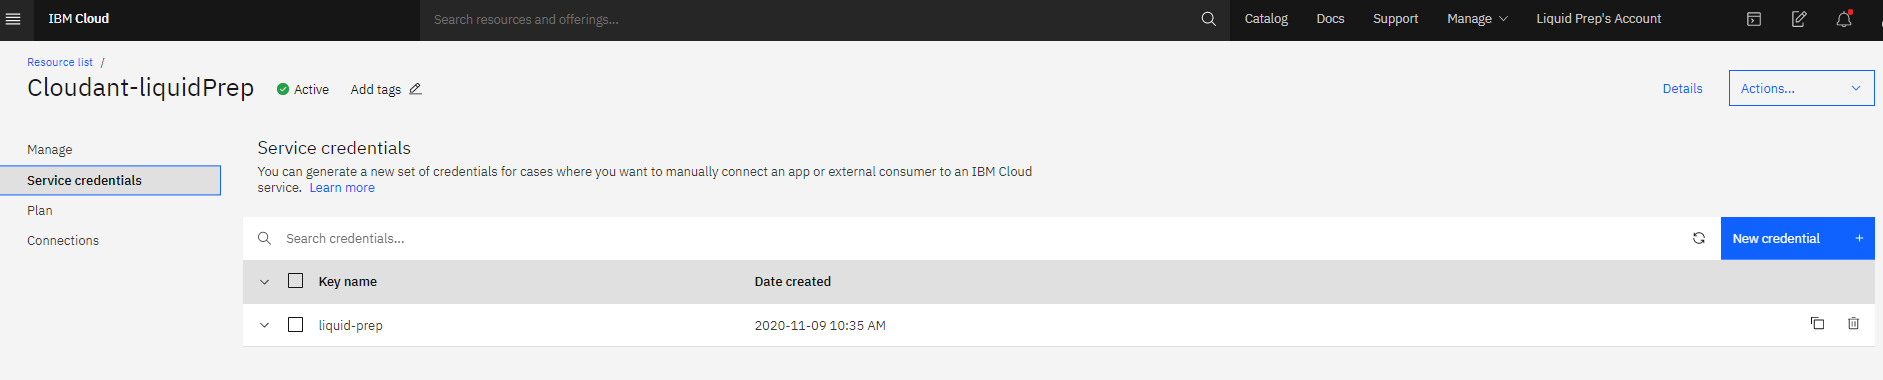 IBM Cloud
Search resources and offerings...
Catalog
Docs
Support
Manage
Liquid Prep's Account
Resource list /
Cloudant-liquidPrep
Active
Add tags
Details
Actions...
Manage
Service credentials
Plan
Connections
Service credentials
You can generate a new set of credentials for cases where you want to manually connect an app or external consumer to an IBM Cloud
service. Learn more
Search credentials...
New credential +
Key name
Date created
liquid-prep
2020-11-09 10:35 AM